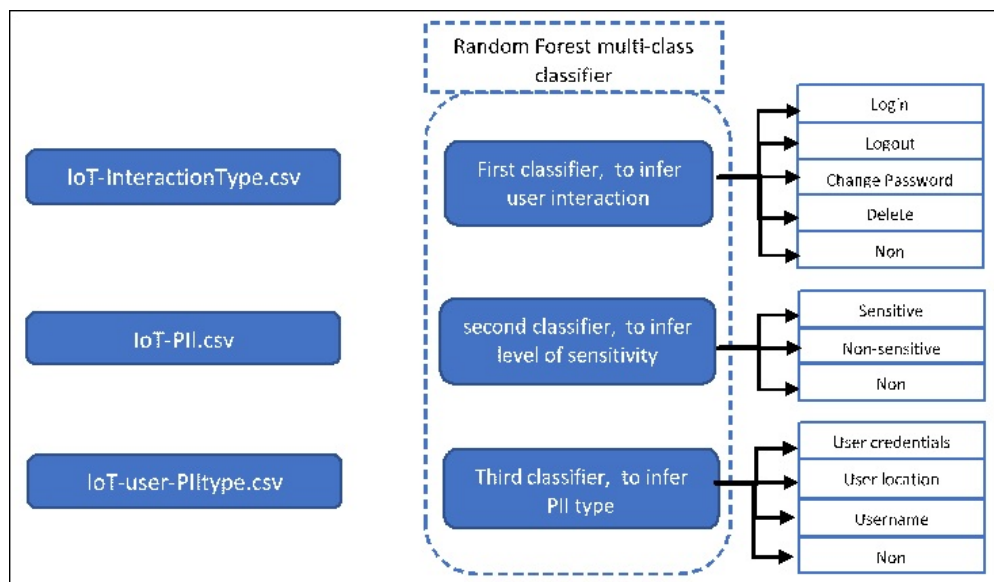 Random Forest multi-class
classifier
IoT-InteractionType.csv
First classifier, to infer
user interaction
Login
Logout
Change Password
Delete
Non
IoT-PII.csv
second classifier, to infer
level of sensitivity
Sensitive
Non-sensitive
Non
IoT-user-PIItype.csv
Third classifier, to infer
PII type
User credentials
User location
Username
Non